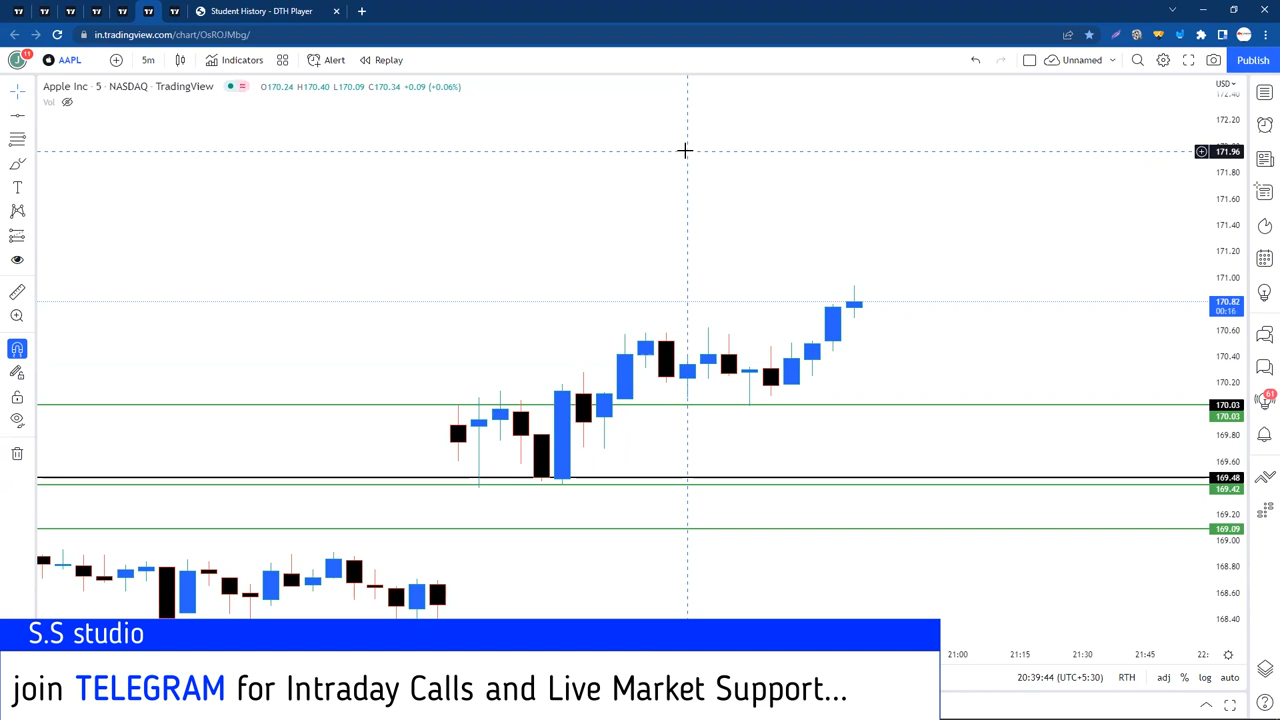 Student History - DTH Player
in.tradingview.com/chart/OsROJMbg/
J 11 AAPL 5m Indicators Alert Replay Unnamed Publish
Apple Inc · 5 · NASDAQ · TradingView O170.24 H170.40 L170.09 C170.34 +0.09 (+0.06%) USD
172.40
Vol
172.20
171.96
171.80
171.60
171.40
171.20
171.00
170.82
00:16
170.60
170.40
170.20
170.03
170.03
169.80
169.60
169.48
169.42
169.20
169.09
169.00
168.80
168.60
168.40
61
21:00 21:15 21:30 21:45 22:
20:39:44 (UTC+5:30) RTH adj % log auto
S.S studio
join TELEGRAM for Intraday Calls and Live Market Support...